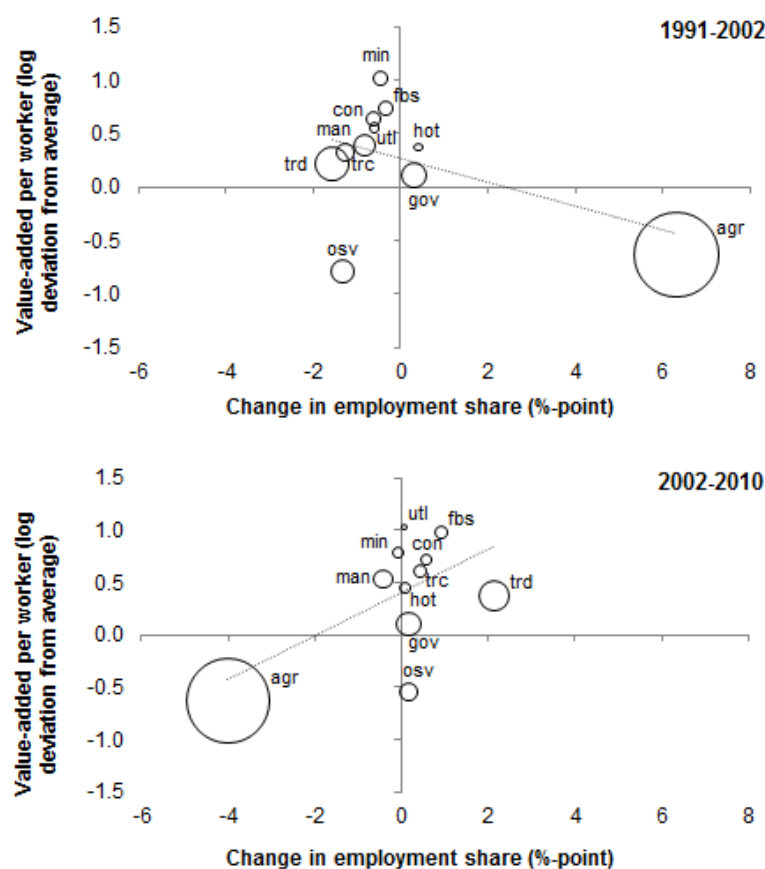 1991-2002
Value-added per worker (log
deviation from average)
1.5
1.0
0.5
0.0
-0.5
-1.0
-1.5
min
fbs
con
man
utl
hot
trd
trc
gov
agr
osv
-6
-4
-2
0
2
4
6
8
Change in employment share (%-point)
2002-2010
Value-added per worker (log
deviation from average)
1.5
1.0
0.5
0.0
-0.5
-1.0
-1.5
utl
fbs
min
con
man
trc
trd
hot
gov
osv
agr
-6
-4
-2
0
2
4
6
8
Change in employment share (%-point)